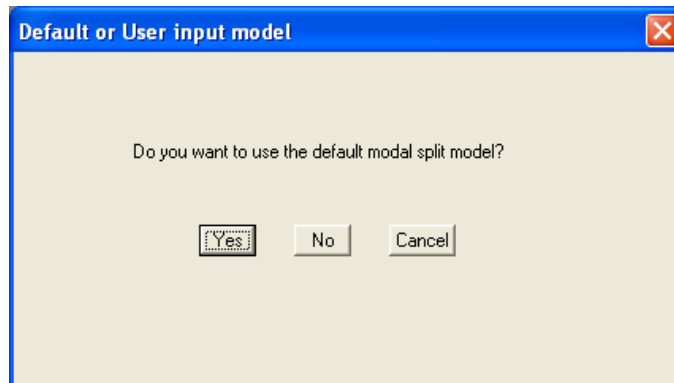 Default or User input model
Do you want to use the default modal split model?
Yes No Cancel